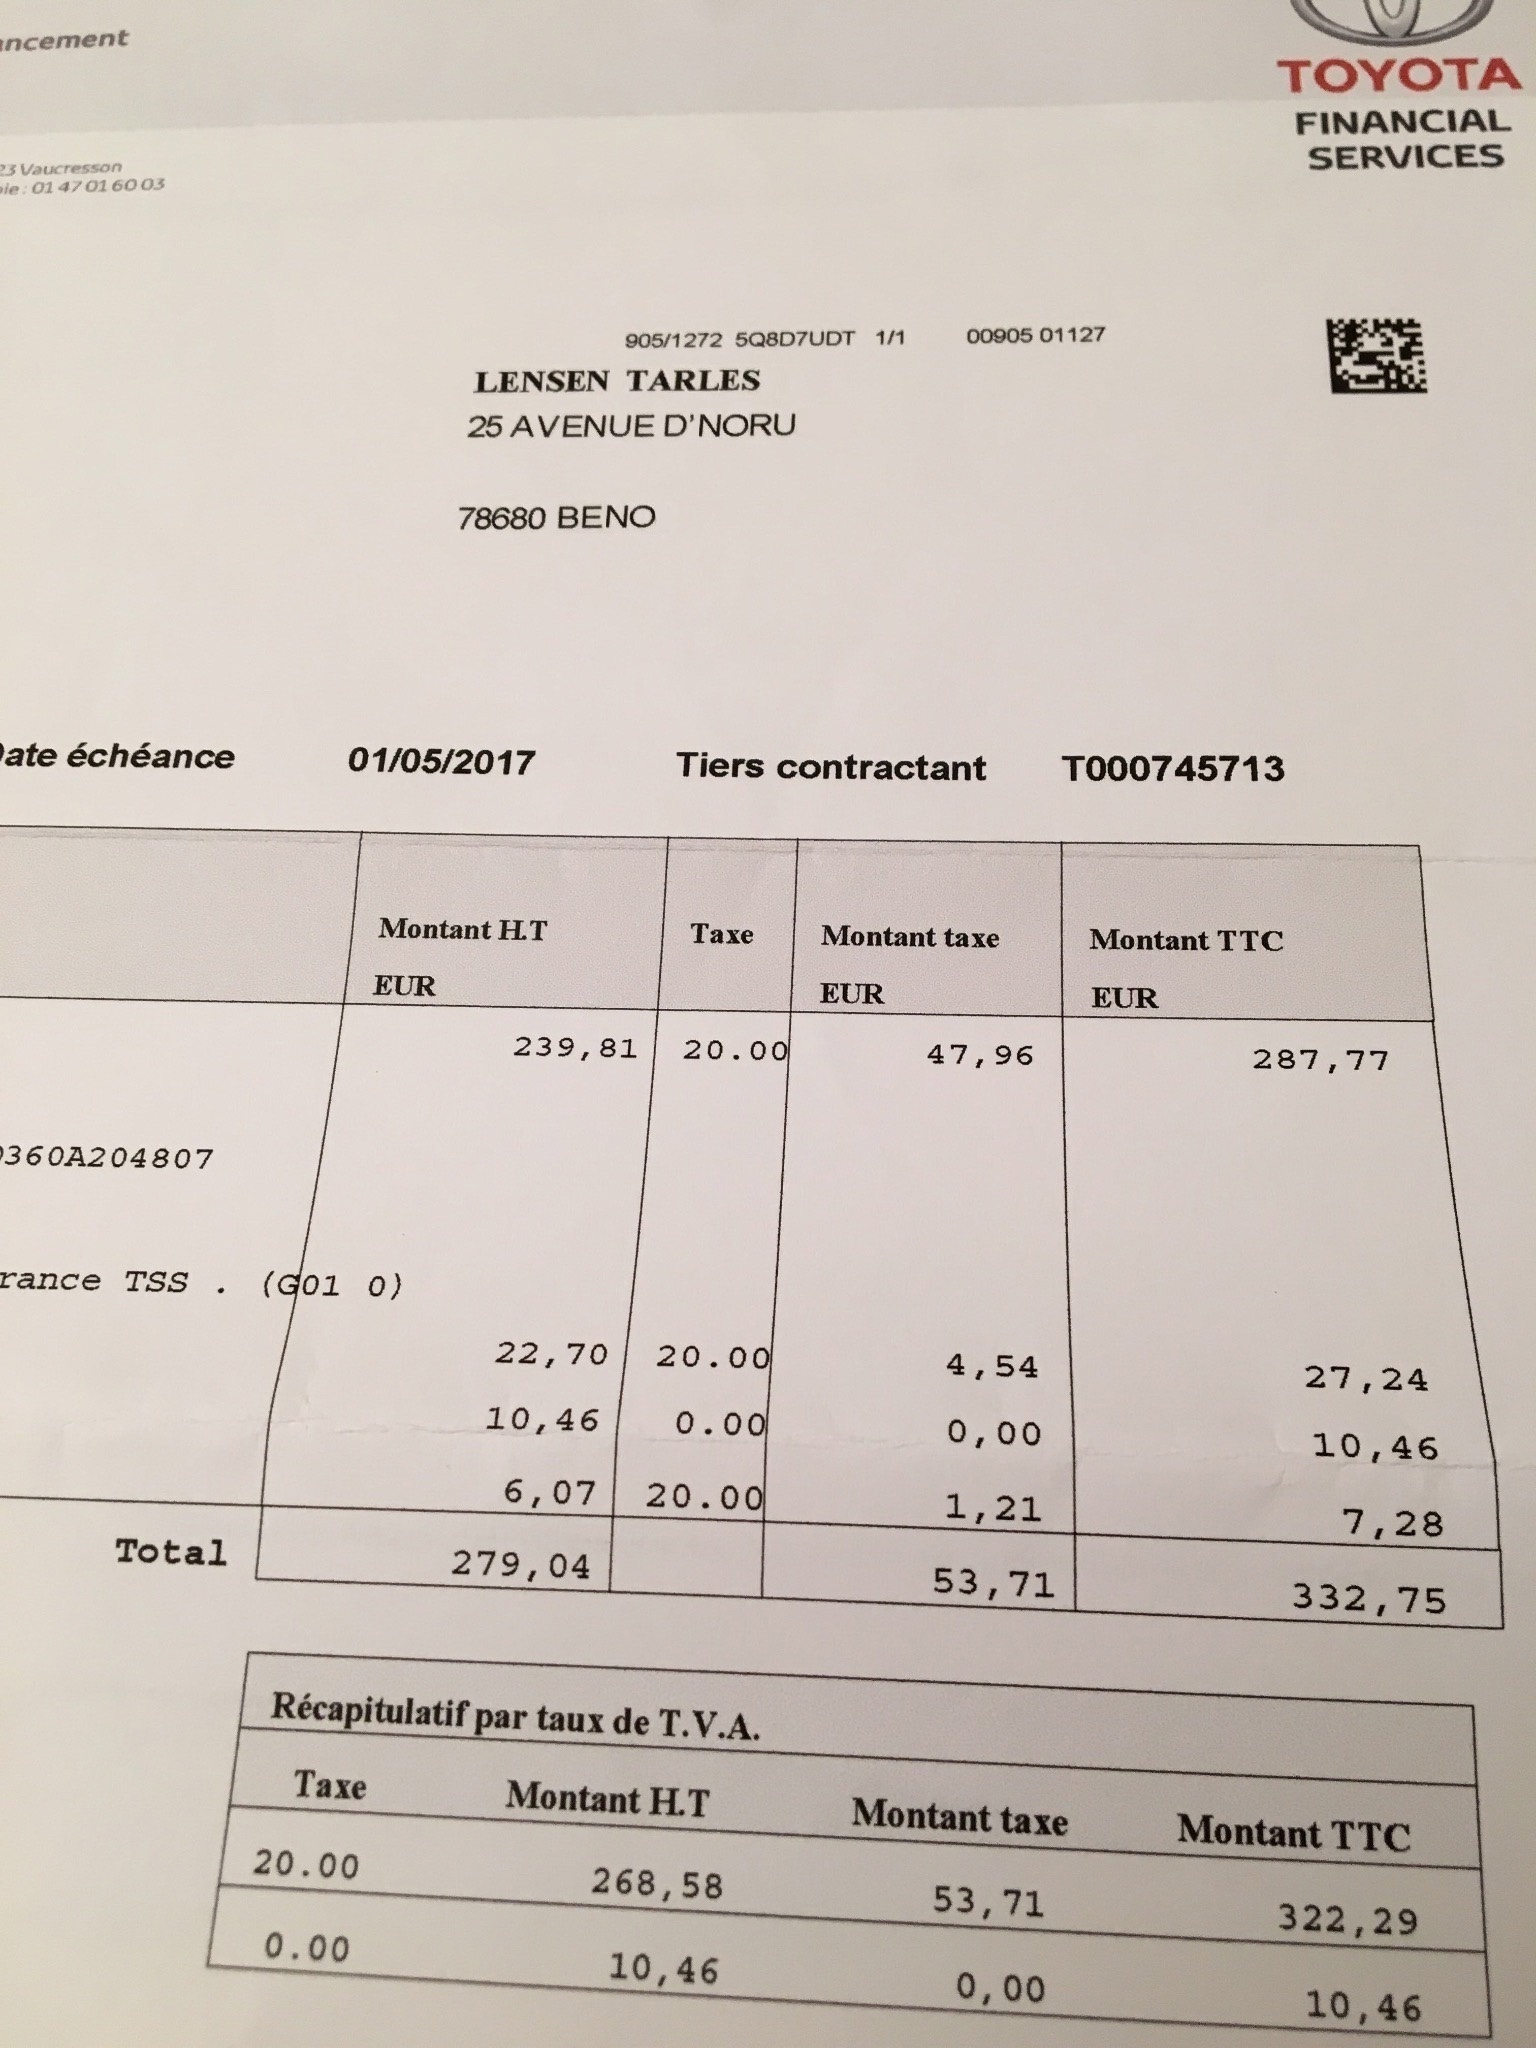 TOYOTA
FINANCIAL
SERVICES
23 Vaucresson
01 47 01 60 03
905/1272 5Q8D7UDT 1/1 00905 01127
LENSEN TARLES
25 AVENUE D'NORU
78680 BENO
Date échéance 01/05/2017 Tiers contractant T000745713
Montant H.T Taxe Montant taxe Montant TTC
EUR EUR EUR
239,81 20.00 47,96 287,77
0360A204807
rance TSS . (G01 0)
22,70 20.00 4,54 27,24
10,46 0.00 0,00 10,46
6,07 20.00 1,21 7,28
Total 279,04 53,71 332,75
Récapitulatif par taux de T.V.A.
Taxe Montant H.T Montant taxe Montant TTC
20.00 268,58 53,71 322,29
0.00 10,46 0,00 10,46